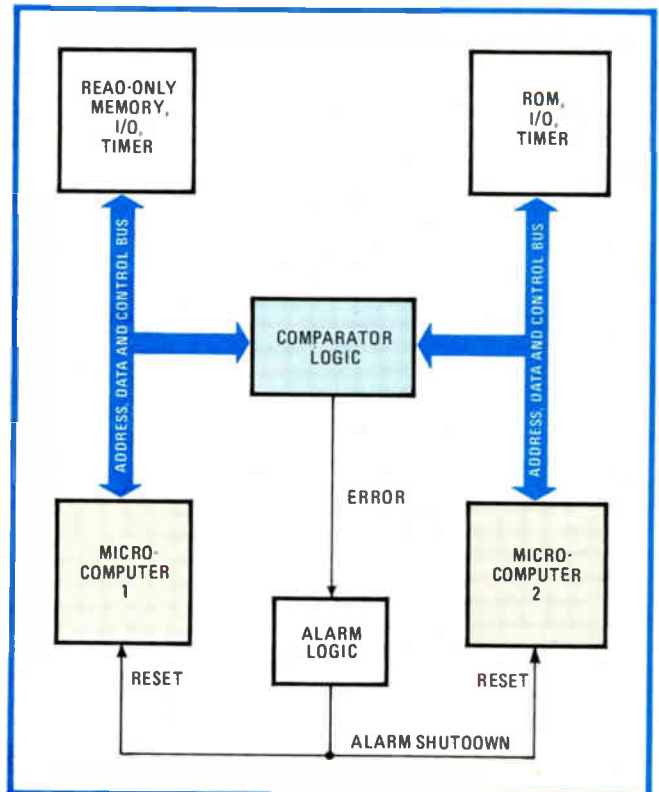 REAO-ONLY
MEMORY,
I/O,
TIMER
ROM,
I/O,
TIMER
ADDRESS, DATA AND CONTROL BUS
ADDRESS, DATA AND CONTROL BUS
COMPARATOR
LOGIC
ERROR
MICRO-
COMPUTER
1
MICRO-
COMPUTER
2
ALARM
LOGIC
RESET
RESET
ALARM SHUTOOWN